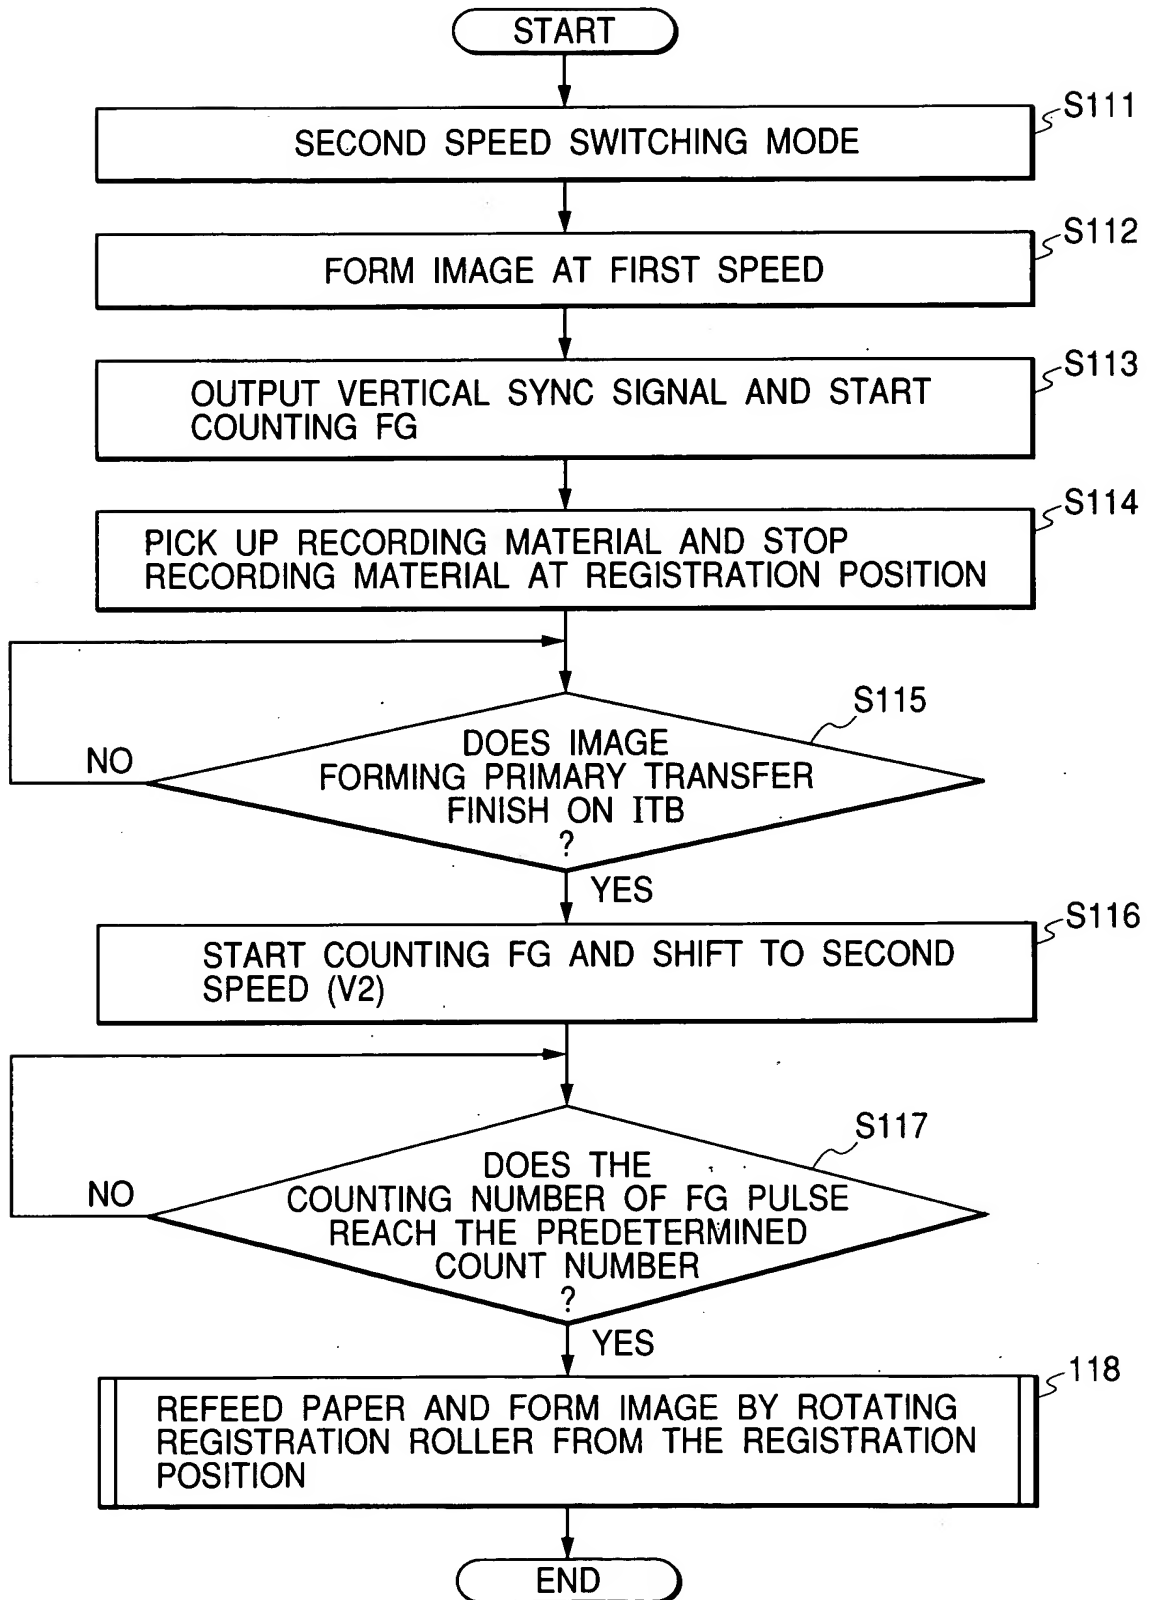 START
S111
SECOND SPEED SWITCHING MODE
S112
FORM IMAGE AT FIRST SPEED
S113
OUTPUT VERTICAL SYNC SIGNAL AND START
COUNTING FG
S114
PICK UP RECORDING MATERIAL AND STOP
RECORDING MATERIAL AT REGISTRATION POSITION
S115
DOES IMAGE
FORMING PRIMARY TRANSFER
FINISH ON ITB
?
NO
YES
S116
START COUNTING FG AND SHIFT TO SECOND
SPEED (V2)
S117
DOES THE
COUNTING NUMBER OF FG PULSE
REACH THE PREDETERMINED
COUNT NUMBER
?
NO
YES
118
REFEED PAPER AND FORM IMAGE BY ROTATING
REGISTRATION ROLLER FROM THE REGISTRATION
POSITION
END